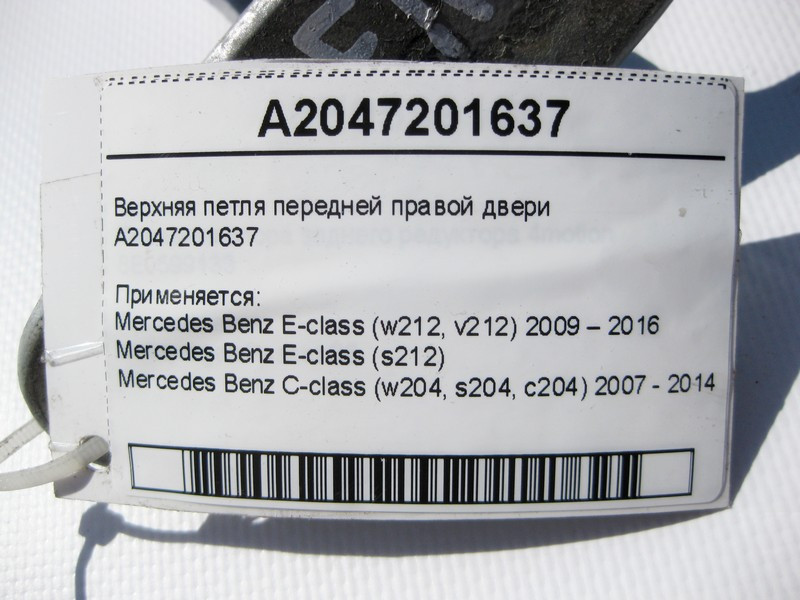 A2047201637
Верхняя петля передней правой двери
A2047201637
Применяется:
Mercedes Benz E-class (w212, v212) 2009 – 2016
Mercedes Benz E-class (s212)
Mercedes Benz C-class (w204, s204, c204) 2007 - 2014